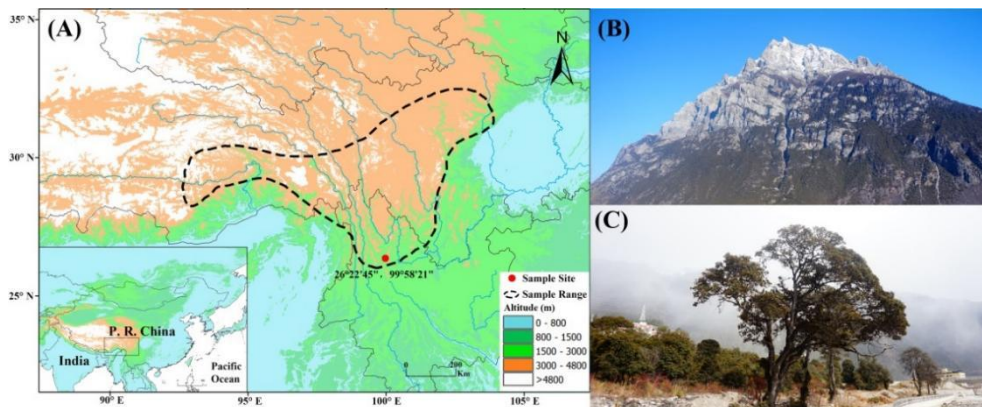 (A)
N
35°
30°
25°
90° E
95° E
100° E
105° E
26°22'45", 99°58'21"
Sample Site
Sample Range
Altitude (m)
0 - 800
800 - 1500
1500 - 3000
3000 - 4800
>4800
0 200
Km
P. R. China
India
Pacific
Ocean
(B)
(C)